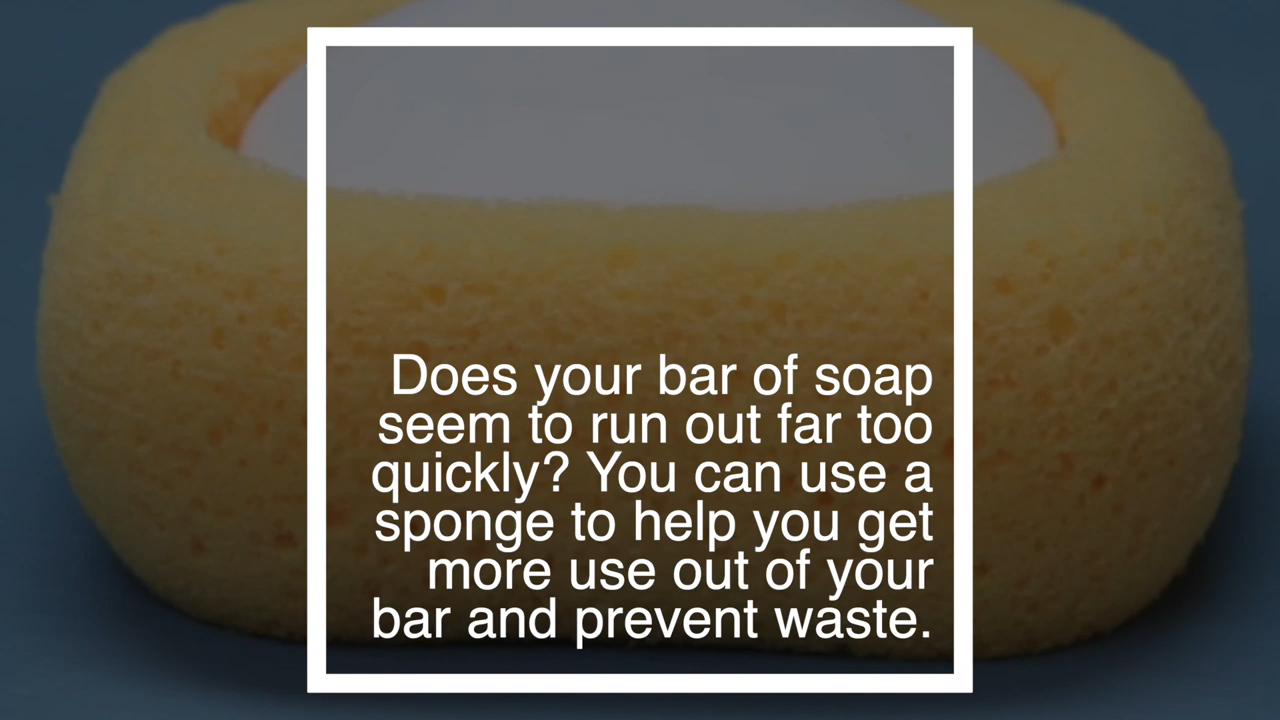 Does your bar of soap
seem to run out far too
quickly? You can use a
sponge to help you get
more use out of your
bar and prevent waste.